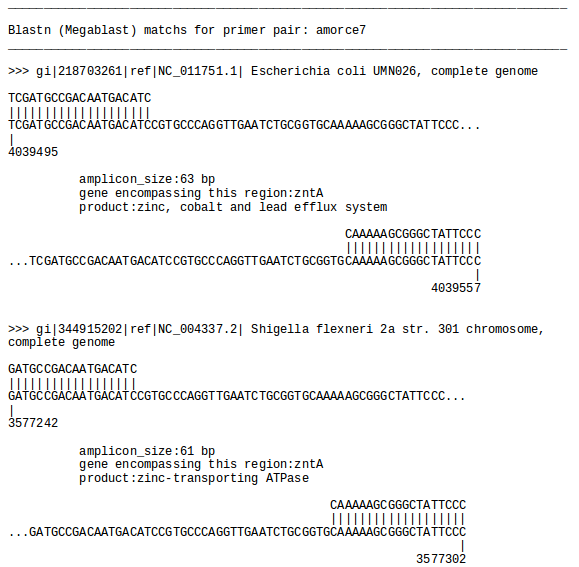 ______________________________________________________________________________
Blastn (Megablast) matchs for primer pair: amorce7
______________________________________________________________________________
>>> gi|218703261|ref|NC_011751.1| Escherichia coli UMN026, complete genome
TCGATGCCGACAATGACATC
||||||||||||||||||||
TCGATGCCGACAATGACATCCGTGCCCAGGTTGAATCTGCGGTGCAAAAAGCGGGCTATTCCC...
|
4039495
amplicon_size:63 bp
gene encompassing this region:zntA
product:zinc, cobalt and lead efflux system
CAAAAAGCGGGCTATTCCC
|||||||||||||||||||
...TCGATGCCGACAATGACATCCGTGCCCAGGTTGAATCTGCGGTGCAAAAAGCGGGCTATTCCC
|
4039557
>>> gi|344915202|ref|NC_004337.2| Shigella flexneri 2a str. 301 chromosome,
complete genome
GATGCCGACAATGACATC
||||||||||||||||||
GATGCCGACAATGACATCCGTGCCCAGGTTGAATCTGCGGTGCAAAAAGCGGGCTATTCCC...
|
3577242
amplicon_size:61 bp
gene encompassing this region:zntA
product:zinc-transporting ATPase
CAAAAAGCGGGCTATTCCC
|||||||||||||||||||
...GATGCCGACAATGACATCCGTGCCCAGGTTGAATCTGCGGTGCAAAAAGCGGGCTATTCCC
|
3577302